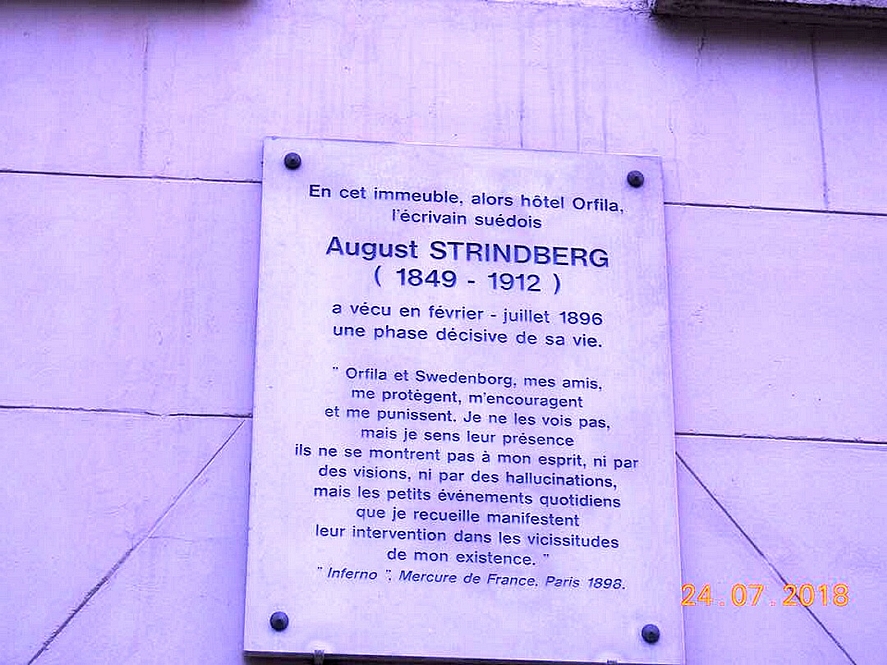 En cet immeuble, alors hôtel Orfila,
l'écrivain suédois
August STRINDBERG
( 1849 - 1912 )
a vécu en février - juillet 1896
une phase décisive de sa vie.
" Orfila et Swedenborg, mes amis,
me protègent, m'encouragent
et me punissent. Je ne les vois pas,
mais je sens leur présence
ils ne se montrent pas à mon esprit, ni par
des visions, ni par des hallucinations,
mais les petits événements quotidiens
que je recueille manifestent
leur intervention dans les vicissitudes
de mon existence. "
" Inferno ", Mercure de France, Paris 1898.
24.07.2018